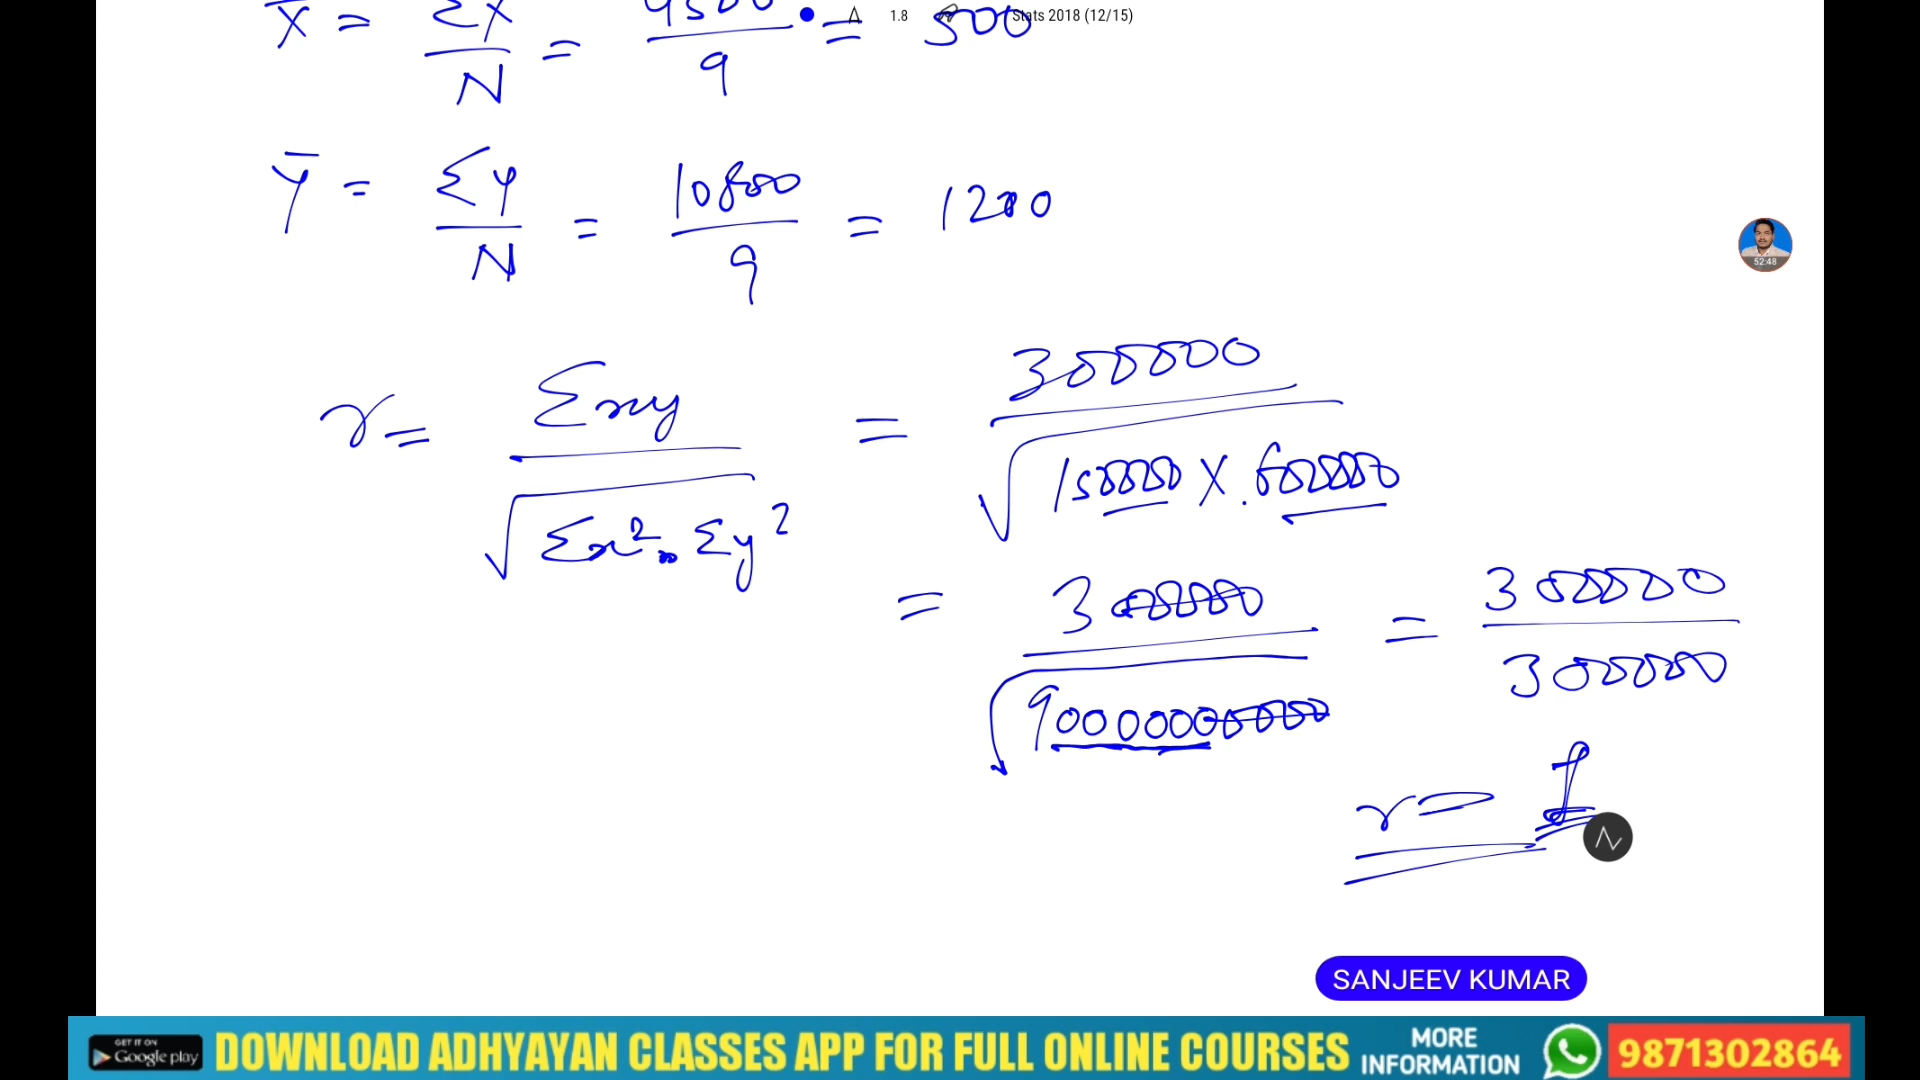 1.8 Stats 2018 (12/15)
X̄ = ΣX/N = 4500/9 = 500
Ȳ = ΣY/N = 10800/9 = 1200
52:48
r = Σxy/√(Σx². Σy²) = 300000/√(150000 X .600000)
= 300000/√(900000000000) = 300000/300000
r = 1
SANJEEV KUMAR
GET IT ON Google play DOWNLOAD ADHYAYAN CLASSES APP FOR FULL ONLINE COURSES MORE INFORMATION 9871302864